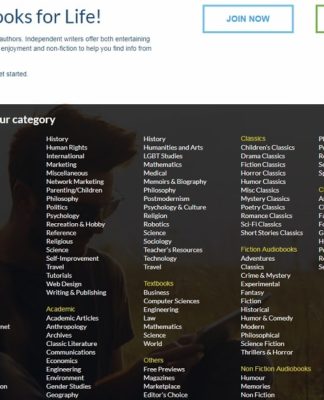 ooks for Life!
JOIN NOW
authors. Independent writers offer both entertaining
enjoyment and non-fiction to help you find info from
et started.
ur category
History
Human Rights
International
Marketing
Miscellaneous
Network Marketing
Parenting/Children
Philosophy
Politics
Psychology
Recreation & Hobby
Reference
Religious
Science
Self-Improvement
Technology
Travel
Tutorials
Web Design
Writing & Publishing
Academic
Academic Articles
Anthropology
Archives
Classic Literature
Communications
Economics
Engineering
Environment
Gender Studies
Geography
net
History
Humanities and Arts
LGBT Studies
Mathematics
Medical
Memoirs & Biography
Philosophy
Postmodernism
Psychology & Culture
Religion
Robotics
Science
Sociology
Teacher's Resources
Technology
Travel
Textbooks
Business
Computer Sciences
Engineering
Law
Mathematics
Science
World
Others
Free Previews
Magazines
Marketplace
Editor's Choice
Classics
Children's Classics
Drama Classics
Fiction Classics
Horror Classics
Humor Classics
Misc Classics
Mystery Classics
Poetry Classics
Romance Classics
Sci-Fi Classics
Short Stories Classics
Fiction Audiobooks
Adventures
Classics
Crime & Mystery
Experimental
Fantasy
Fiction
Historical
Humor & Comedy
Modern
Philosophical
Science Fiction
Thrillers & Horror
Non Fiction Audiobooks
Humour
Memories